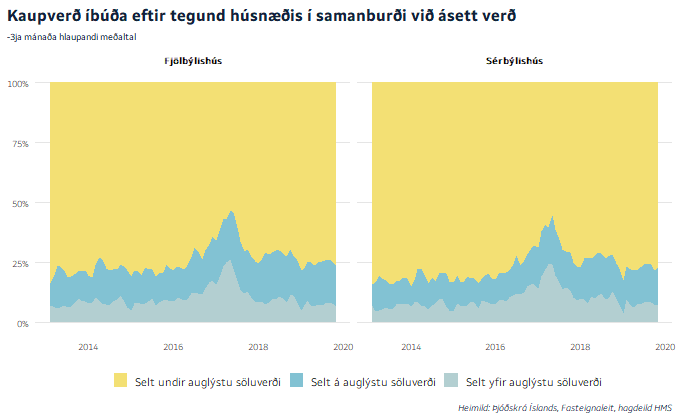 Kaupverð íbúða eftir tegund húsnæðis í samanburði við ásett verð
-3ja mánaða hlaupandi meðaltal
Fjölbýlishús
Sérbýlishús
100%
75%
50%
25%
0%
2014 2016 2018 2020
2014 2016 2018 2020
Selt undir auglýstu söluverði Selt á auglýstu söluverði Selt yfir auglýstu söluverði
Heimild: Þjóðskrá Íslands, Fasteignaleit, hagdeild HMS